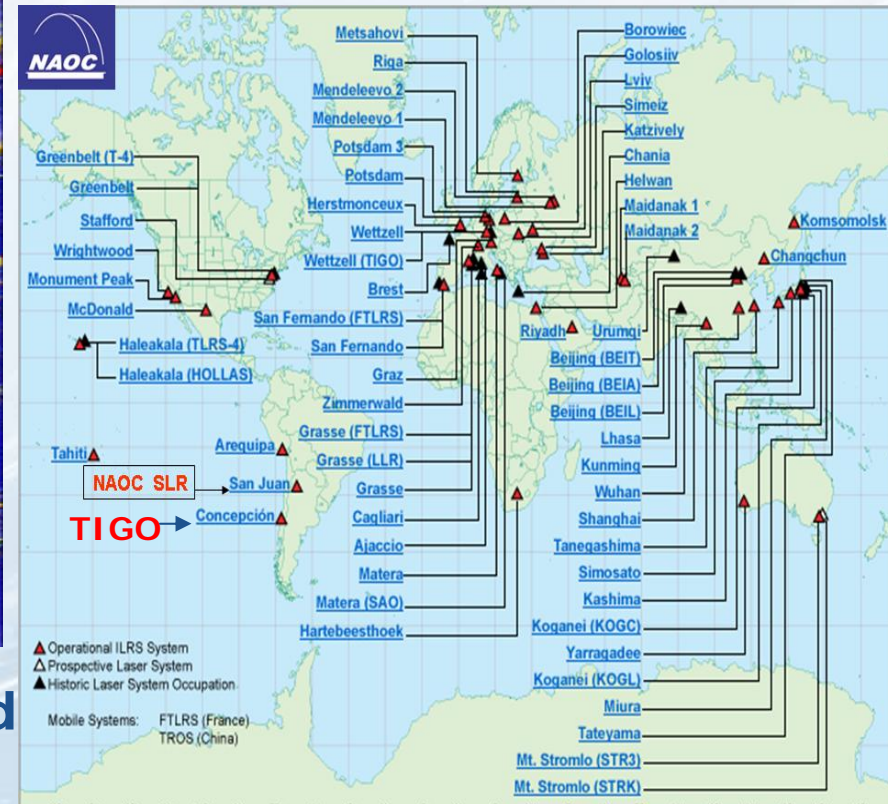 NAOC
Metsahovi
Riga
Mendeleevo 2
Mendeleevo 1
Potsdam 3
Potsdam
Herstmonceux
Wettzell
Wettzell (TIGO)
Brest
San Fernando (FTLRS)
San Fernando
Graz
Zimmerwald
Grasse (FTLRS)
Grasse (LLR)
Grasse
Cagliari
Ajaccio
Matera
Matera (SAO)
Hartebeesthoek
Greenbelt (T-4)
Greenbelt
Stafford
Wrightwood
Monument Peak
McDonald
Haleakala (TLRS-4)
Haleakala (HOLLAS)
Tahiti
Arequipa
NAOC SLR
San Juan
TIGO
Concepción
Borowiec
Golosiiv
Lviv
Simeiz
Katzively
Chania
Helwan
Maidanak 1
Maidanak 2
Komsomolsk
Changchun
Riyadh
Urumqi
Beijing (BEIT)
Beijing (BEIA)
Beijing (BEIL)
Lhasa
Kunming
Wuhan
Shanghai
Tanegashima
Simosato
Kashima
Koganei (KOGC)
Yarragadee
Koganei (KOGL)
Miura
Tateyama
Mt. Stromlo (STR3)
Mt. Stromlo (STRK)
Operational ILRS System
Prospective Laser System
Historic Laser System Occupation
Mobile Systems: FTLRS (France)
TROS (China)
d